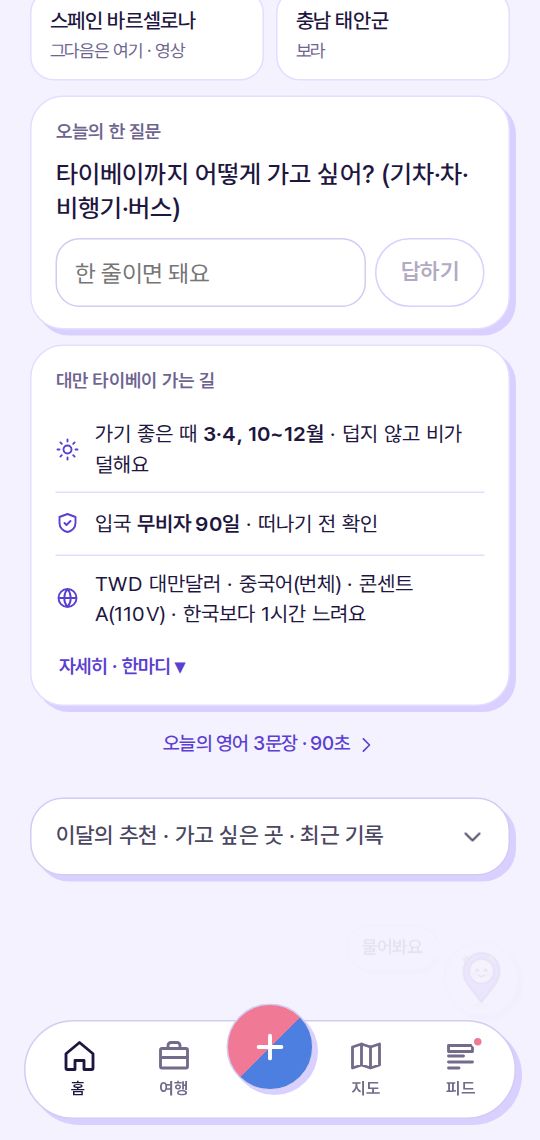 스페인 바르셀로나
그다음은 여기 · 영상
충남 태안군
보라
오늘의 한 질문
타이베이까지 어떻게 가고 싶어? (기차·차·
비행기·버스)
한 줄이면 돼요
답하기
대만 타이베이 가는 길
가기 좋은 때 3·4, 10~12월 · 덥지 않고 비가
덜해요
입국 무비자 90일 · 떠나기 전 확인
TWD 대만달러 · 중국어(번체) · 콘센트
A(110V) · 한국보다 1시간 느려요
자세히 · 한마디 ▾
오늘의 영어 3문장 · 90초
이달의 추천 · 가고 싶은 곳 · 최근 기록
물어봐요
홈
여행
지도
피드